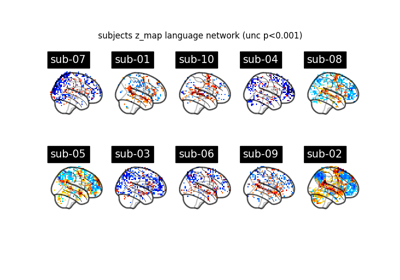 subjects z_map language network (unc p<0.001)
sub-07 sub-01 sub-10 sub-04 sub-08
sub-05 sub-03 sub-06 sub-09 sub-02